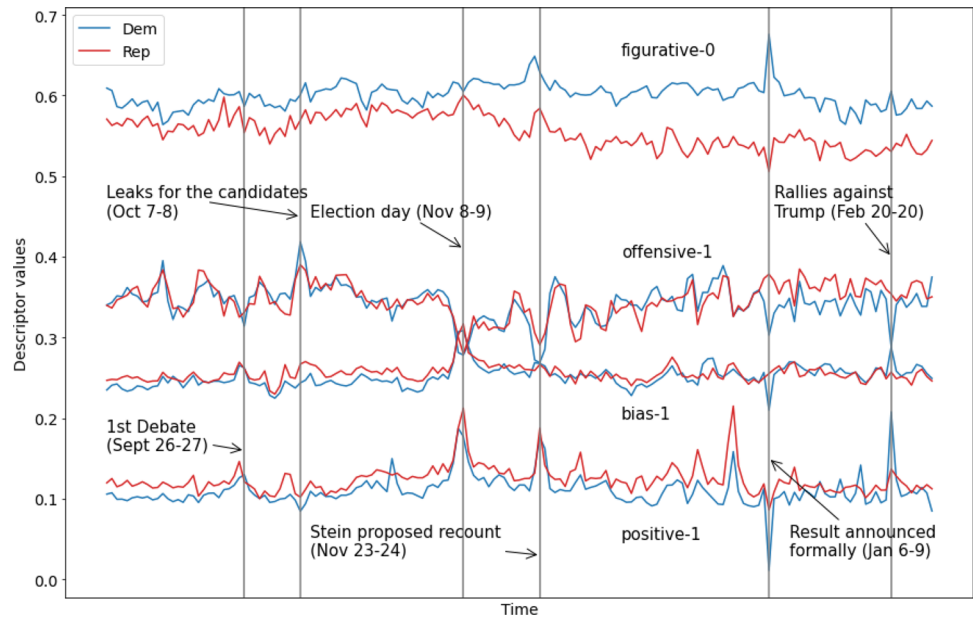 0.7
Dem
Rep
figurative-0
0.6
0.5
Leaks for the candidates
(Oct 7-8)
Election day (Nov 8-9)
Rallies against
Trump (Feb 20-20)
0.4
offensive-1
Descriptor values
0.3
0.2
bias-1
1st Debate
(Sept 26-27)
0.1
Stein proposed recount
(Nov 23-24)
positive-1
Result announced
formally (Jan 6-9)
0.0
Time